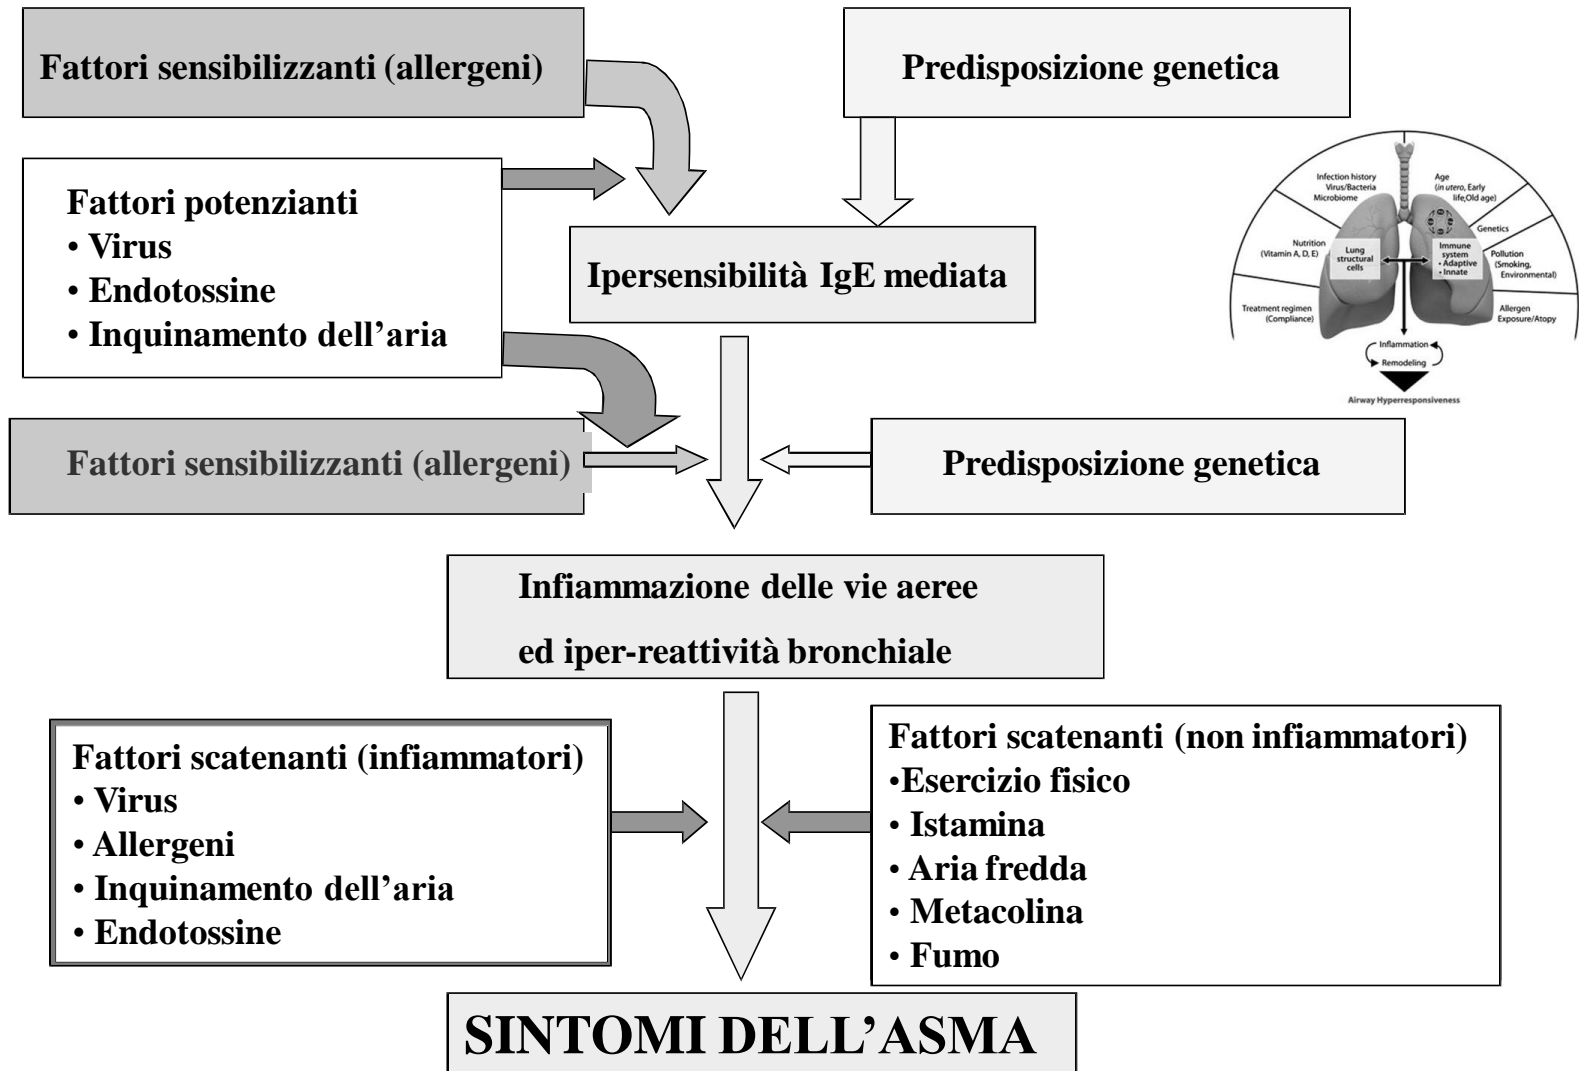 Fattori sensibilizzanti (allergeni)
Predisposizione genetica
Fattori potenzianti
• Virus
• Endotossine
• Inquinamento dell’aria
Ipersensibilità IgE mediata
Infection history
Virus/Bacteria
Microbiome
Age
(in utero, Early
life,Old age)
Genetics
Nutrition
(Vitamin A, D, E)
Lung
structural
cells
Immune
system
• Adaptive
• Innate
Pollution
(Smoking,
Environmental)
Treatment regimen
(Compliance)
Allergen
Exposure/Atopy
Inflammation
Remodeling
Airway Hyperresponsiveness
Fattori sensibilizzanti (allergeni)
Predisposizione genetica
Infiammazione delle vie aeree
ed iper-reattività bronchiale
Fattori scatenanti (infiammatori)
• Virus
• Allergeni
• Inquinamento dell’aria
• Endotossine
Fattori scatenanti (non infiammatori)
•Esercizio fisico
• Istamina
• Aria fredda
• Metacolina
• Fumo
SINTOMI DELL’ASMA